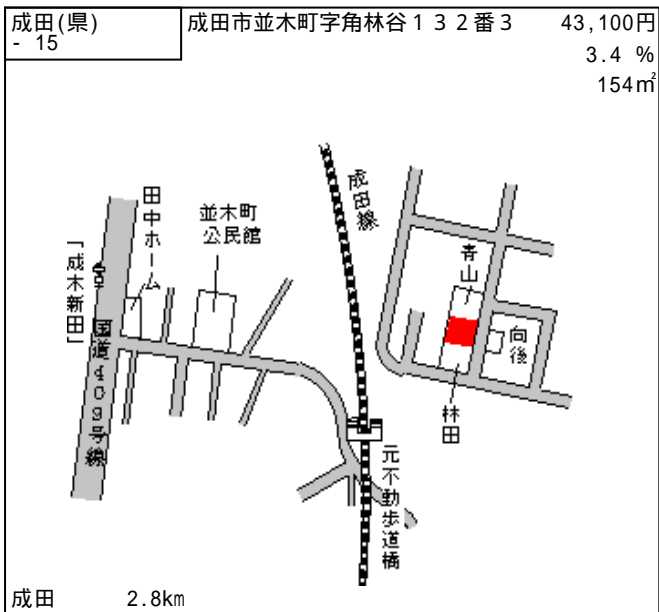 成田(県)
- 15
成田市並木町字角林谷１３２番3
43,100円
3.4 %
154㎡
成田線
田中ホーム
並木町
公民館
「成木新田」
国道409号線
青山
向後
林田
元不動歩道橋
成田 2.8km